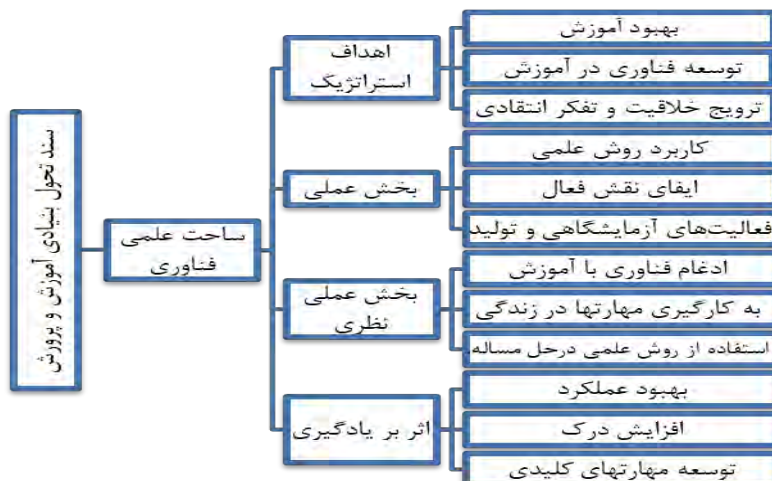 سند تحول بنیادی آموزش و پرورش
ساحت علمی
فناوری
اهداف
استراتژیک
بهبود آموزش
توسعه فناوری در آموزش
ترویج خلاقیت و تفکر انتقادی
بخش عملی
کاربرد روش علمی
ایفای نقش فعال
فعالیت‌های آزمایشگاهی و تولید
بخش عملی
نظری
ادغام فناوری با آموزش
به کارگیری مهارتها در زندگی
استفاده از روش علمی درحل مساله
اثر بر یادگیری
بهبود عملکرد
افزایش درک
توسعه مهارتهای کلیدی